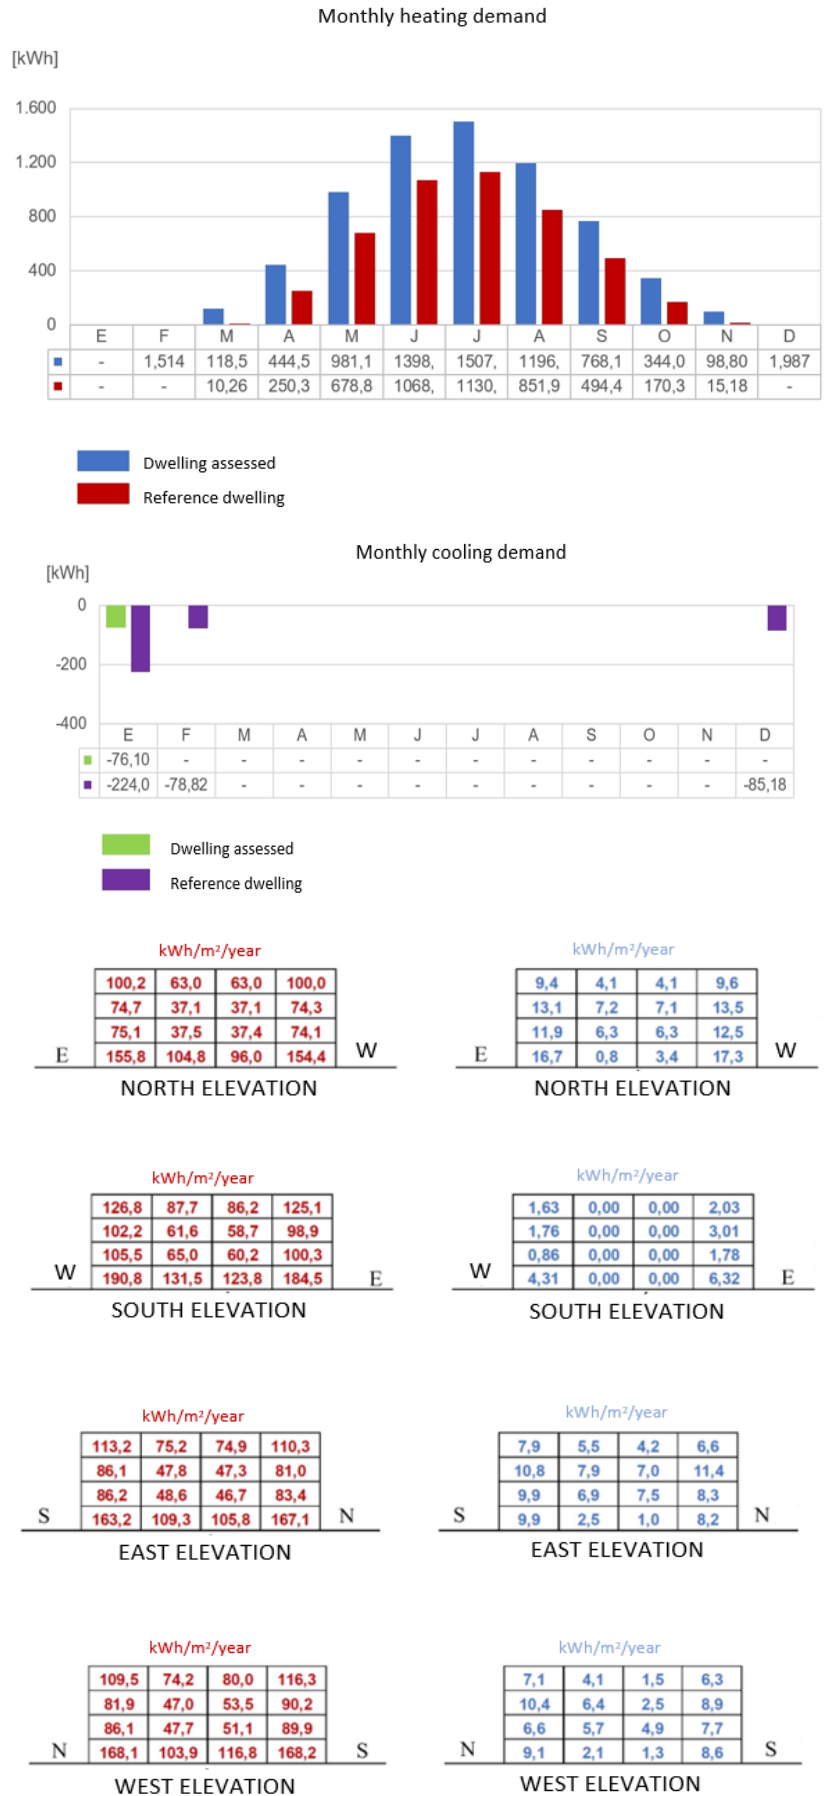 Monthly heating demand
[kWh]
1.600
1.200
800
400
0
E F M A M J J A S O N D
- 1,514 118,5 444,5 981,1 1398, 1507, 1196, 768,1 344,0 98,80 1,987
- - 10,26 250,3 678,8 1068, 1130, 851,9 494,4 170,3 15,18 -
Dwelling assessed
Reference dwelling
Monthly cooling demand
[kWh]
0
-200
-400
E F M A M J J A S O N D
-76,10 - - - - - - - - - - -
-224,0 -78,82 - - - - - - - - - -85,18
Dwelling assessed
Reference dwelling
kWh/m²/year
100,2 63,0 63,0 100,0
74,7 37,1 37,1 74,3
75,1 37,5 37,4 74,1
E 155,8 104,8 96,0 154,4 W
NORTH ELEVATION
kWh/m²/year
9,4 4,1 4,1 9,6
13,1 7,2 7,1 13,5
11,9 6,3 6,3 12,5
E 16,7 0,8 3,4 17,3 W
NORTH ELEVATION
kWh/m²/year
126,8 87,7 86,2 125,1
102,2 61,6 58,7 98,9
105,5 65,0 60,2 100,3
W 190,8 131,5 123,8 184,5 E
SOUTH ELEVATION
kWh/m²/year
1,63 0,00 0,00 2,03
1,76 0,00 0,00 3,01
0,86 0,00 0,00 1,78
W 4,31 0,00 0,00 6,32 E
SOUTH ELEVATION
kWh/m²/year
113,2 75,2 74,9 110,3
86,1 47,8 47,3 81,0
86,2 48,6 46,7 83,4
S 163,2 109,3 105,8 167,1 N
EAST ELEVATION
kWh/m²/year
7,9 5,5 4,2 6,6
10,8 7,9 7,0 11,4
9,9 6,9 7,5 8,3
S 9,9 2,5 1,0 8,2 N
EAST ELEVATION
kWh/m²/year
109,5 74,2 80,0 116,3
81,9 47,0 53,5 90,2
86,1 47,7 51,1 89,9
N 168,1 103,9 116,8 168,2 S
WEST ELEVATION
kWh/m²/year
7,1 4,1 1,5 6,3
10,4 6,4 2,5 8,9
6,6 5,7 4,9 7,7
N 9,1 2,1 1,3 8,6 S
WEST ELEVATION